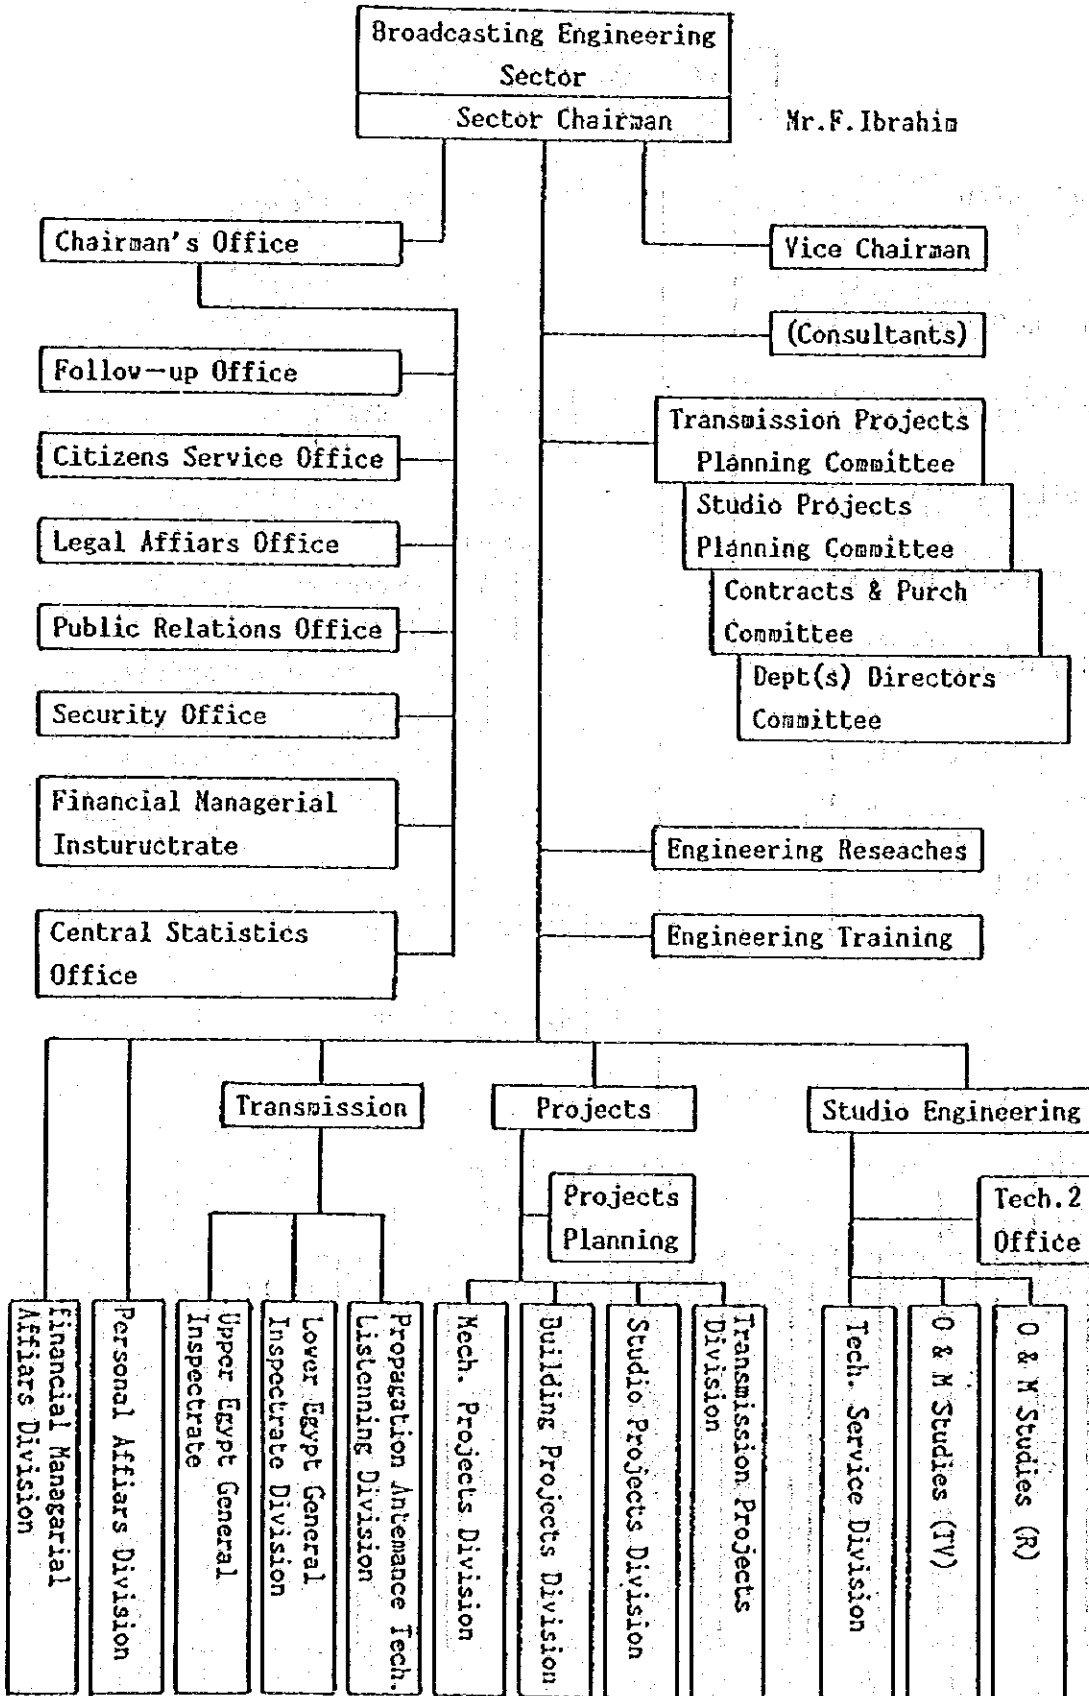 Broadcasting Engineering
Sector
Sector Chairman
Mr.F.Ibrahim
Chairman's Office
Vice Chairman
(Consultants)
Follow-up Office
Transmission Projects
Planning Committee
Citizens Service Office
Studio Projects
Planning Committee
Legal Affiars Office
Contracts & Purch
Committee
Public Relations Office
Dept(s) Directors
Committee
Security Office
Financial Managerial
Instuructrate
Engineering Reseaches
Central Statistics
Office
Engineering Training
Transmission
Projects
Studio Engineering
Projects
Planning
Tech.2
Office
Financial Managarial
Affiars Division
Personal Affiars Division
Upper Egypt General
Inspectrate
Lower Egypt General
Inspectrate Division
Propagation Antemance Tech.
Listenning Division
Mech. Projects Division
Building Projects Division
Studio Projects Division
Transmission Projects
Division
Tech. Service Division
O & M Studies (TV)
O & M Studies (R)